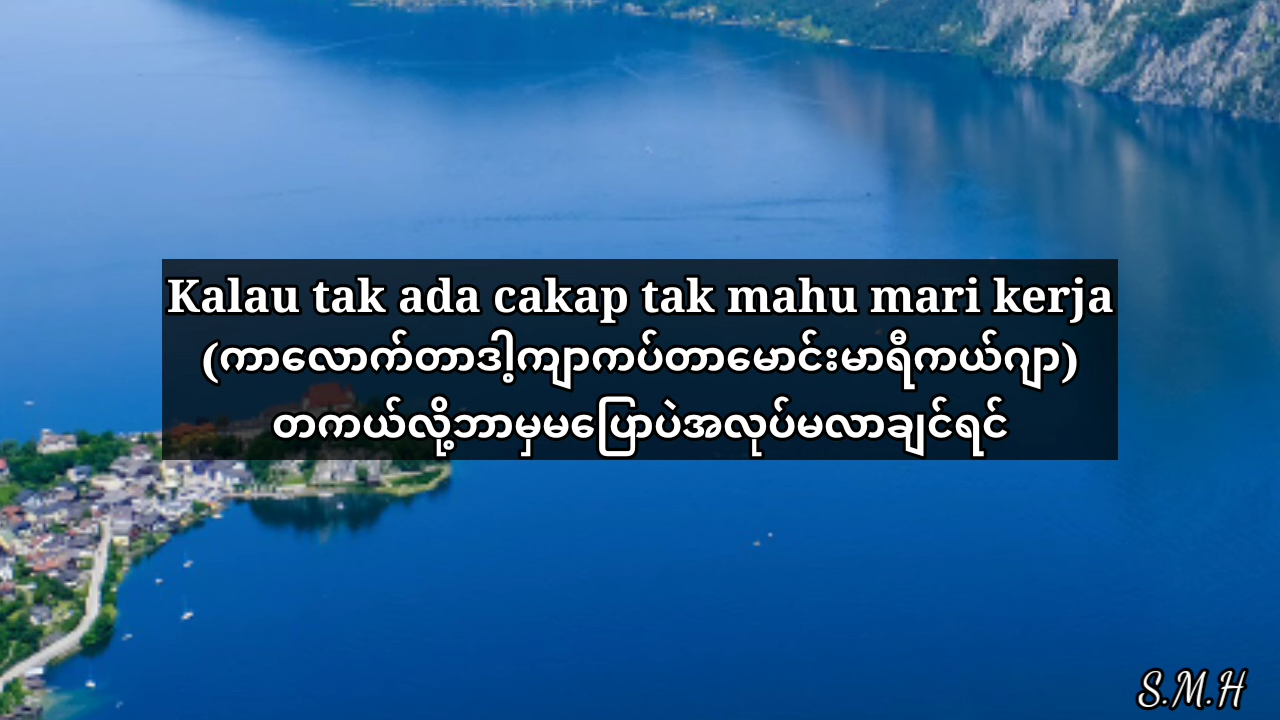 Kalau tak ada cakap tak mahu mari kerja
(ကာလောက်တာဒါ့ကျာကပ်တာမောင်းမာရီကယ်ဂျာ)
တကယ်လို့ဘာမှမပြောပဲအလုပ်မလာချင်ရင်
S.M.H